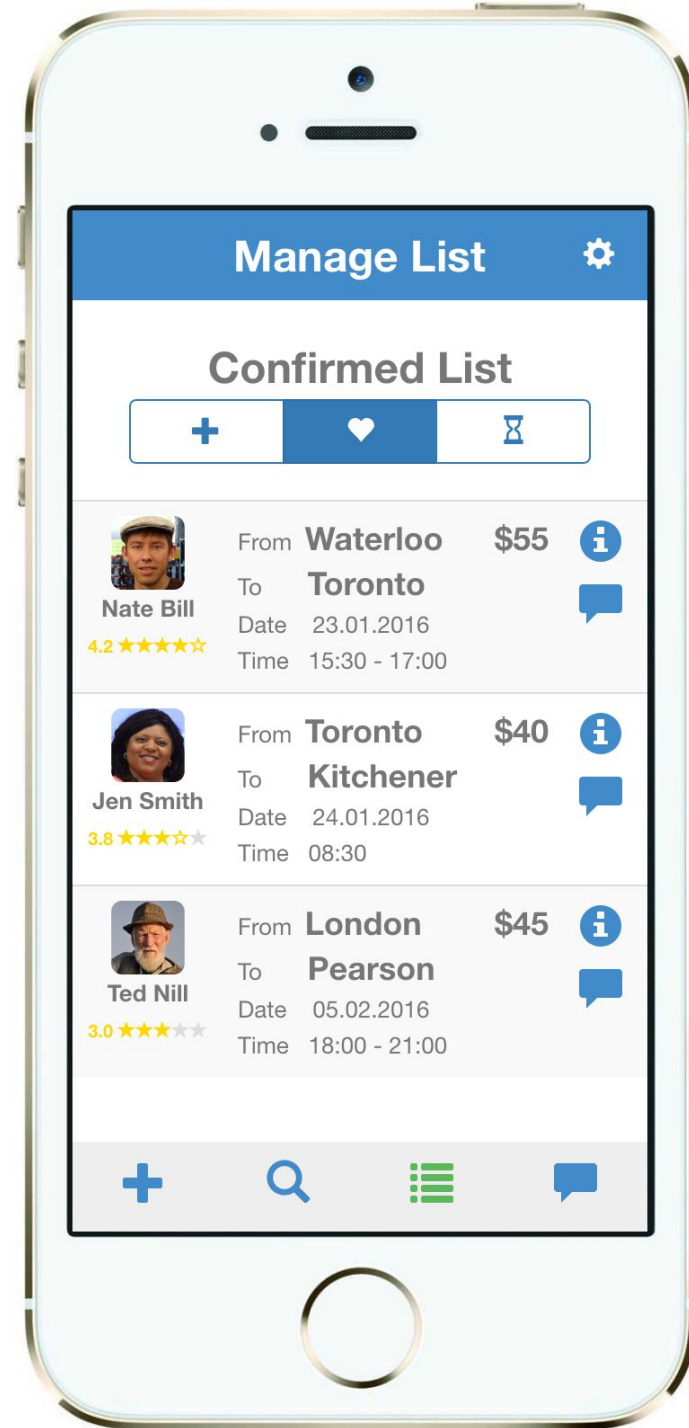 Manage List
Confirmed List
From Waterloo $55
To Toronto
Nate Bill
Date 23.01.2016
4.2
Time 15:30 - 17:00
From Toronto $40
To Kitchener
Jen Smith
Date 24.01.2016
3.8
Time 08:30
From London $45
To Pearson
Ted Nill
Date 05.02.2016
3.0
Time 18:00 - 21:00